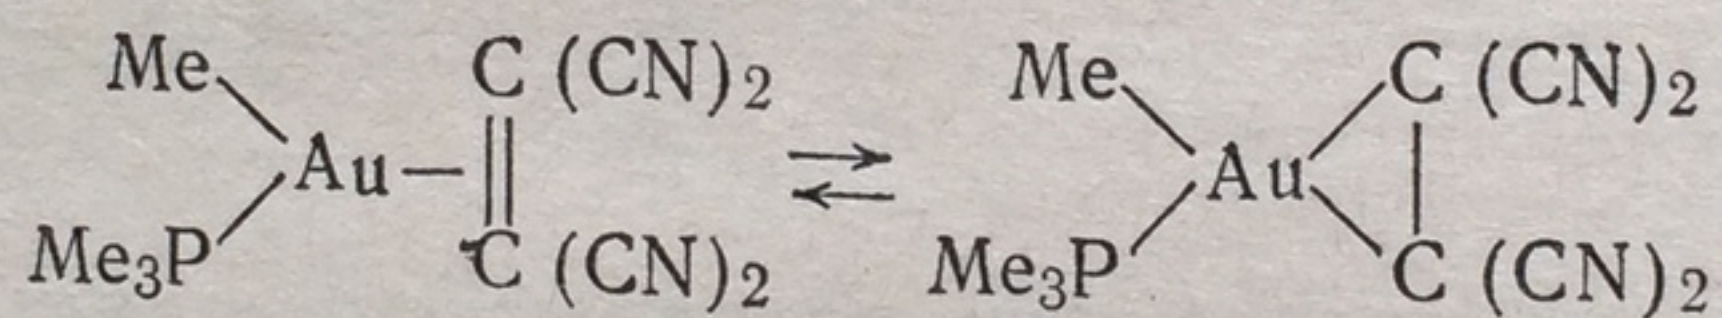 Me C (CN)₂ Me C (CN)₂
Au Au
Me₃P C (CN)₂ Me₃P C (CN)₂